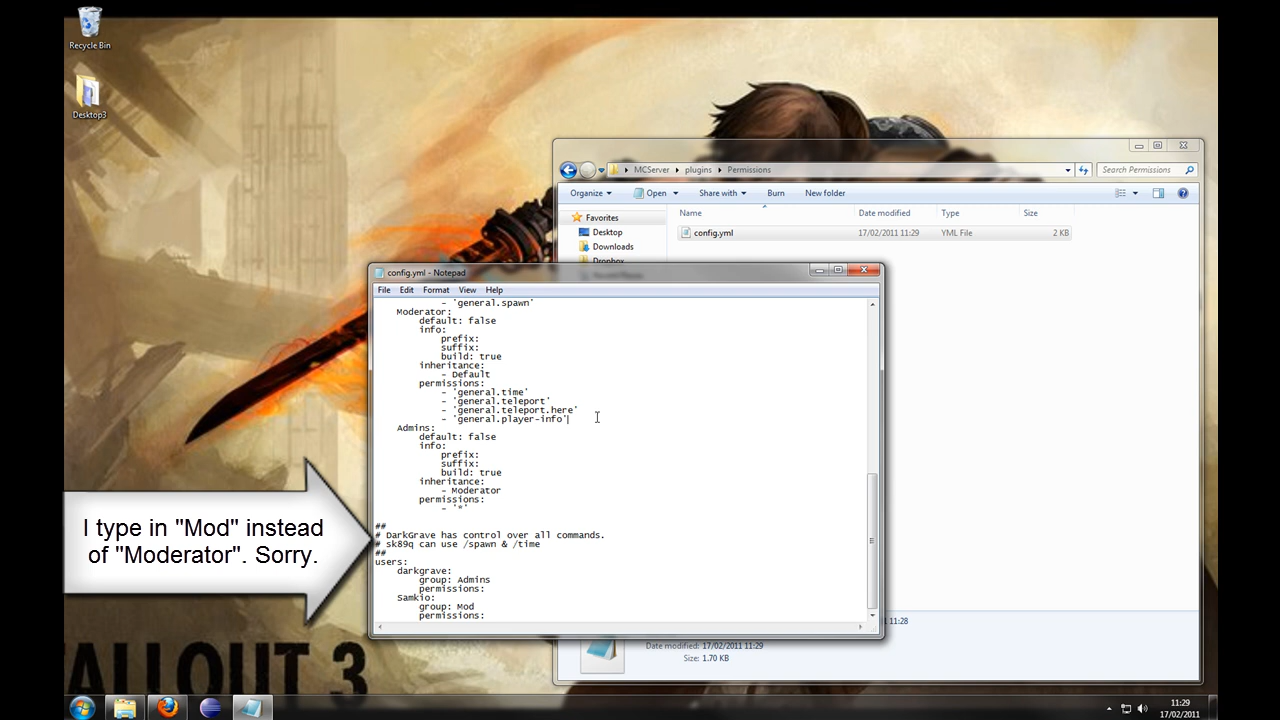 Recycle Bin
Desktop3
MCServer
plugins
Permissions
Search Permissions
Organize
Open
Share with
Burn
New folder
Favorites
Desktop
Downloads
Dropbox
Name
Date modified
Type
Size
config.yml
17/02/2011 11:29
YML File
2 KB
config.yml - Notepad
File Edit Format View Help
- 'general.spawn'
Moderator:
default: false
info:
prefix:
suffix:
build: true
inheritance:
- Default
permissions:
- 'general.time'
- 'general.teleport'
- 'general.teleport.here'
- 'general.player-info'
Admins:
default: false
info:
prefix:
suffix:
build: true
inheritance:
- Moderator
permissions:
- '*'
##
# DarkGrave has control over all commands.
# sk89q can use /spawn & /time
##
users:
darkgrave:
group: Admins
permissions:
Samkio:
group: Mod
permissions:
I type in "Mod" instead
of "Moderator". Sorry.
11:28
Date modified: 17/02/2011 11:29
Size: 1.70 KB
ALLOUT 3
11:29
17/02/2011